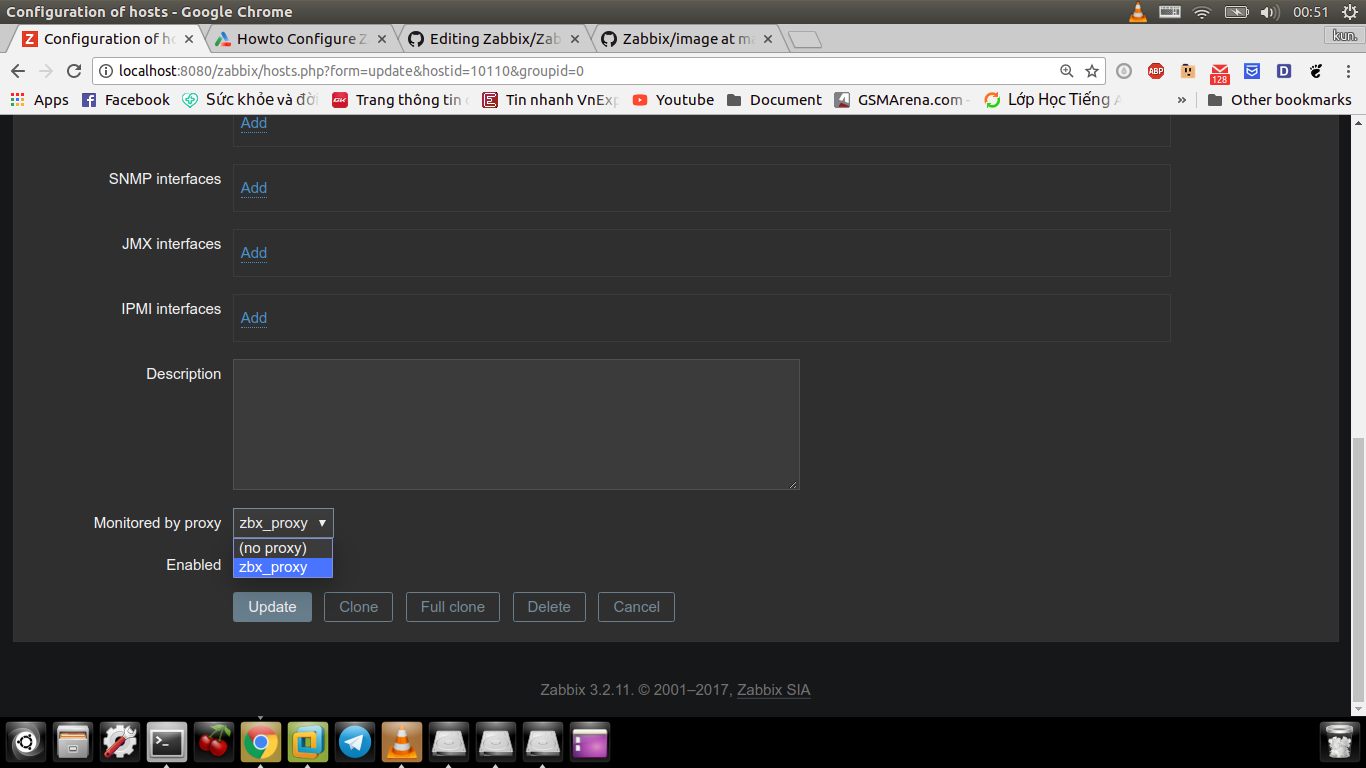 Configuration of hosts - Google Chrome 00:51
Configuration of ho Howto Configure Z Editing Zabbix/Zab Zabbix/image at ma kun.
localhost:8080/zabbix/hosts.php?form=update&hostid=10110&groupid=0 ABP 128 D
Apps Facebook Sức khỏe và đời GK Trang thông tin E Tin nhanh VnExp Youtube Document GSMArena.com - Lớp Học Tiếng A » Other bookmarks
Add
SNMP interfaces Add
JMX interfaces Add
IPMI interfaces Add
Description
Monitored by proxy zbx_proxy
(no proxy)
Enabled zbx_proxy
Update Clone Full clone Delete Cancel
Zabbix 3.2.11. © 2001–2017, Zabbix SIA